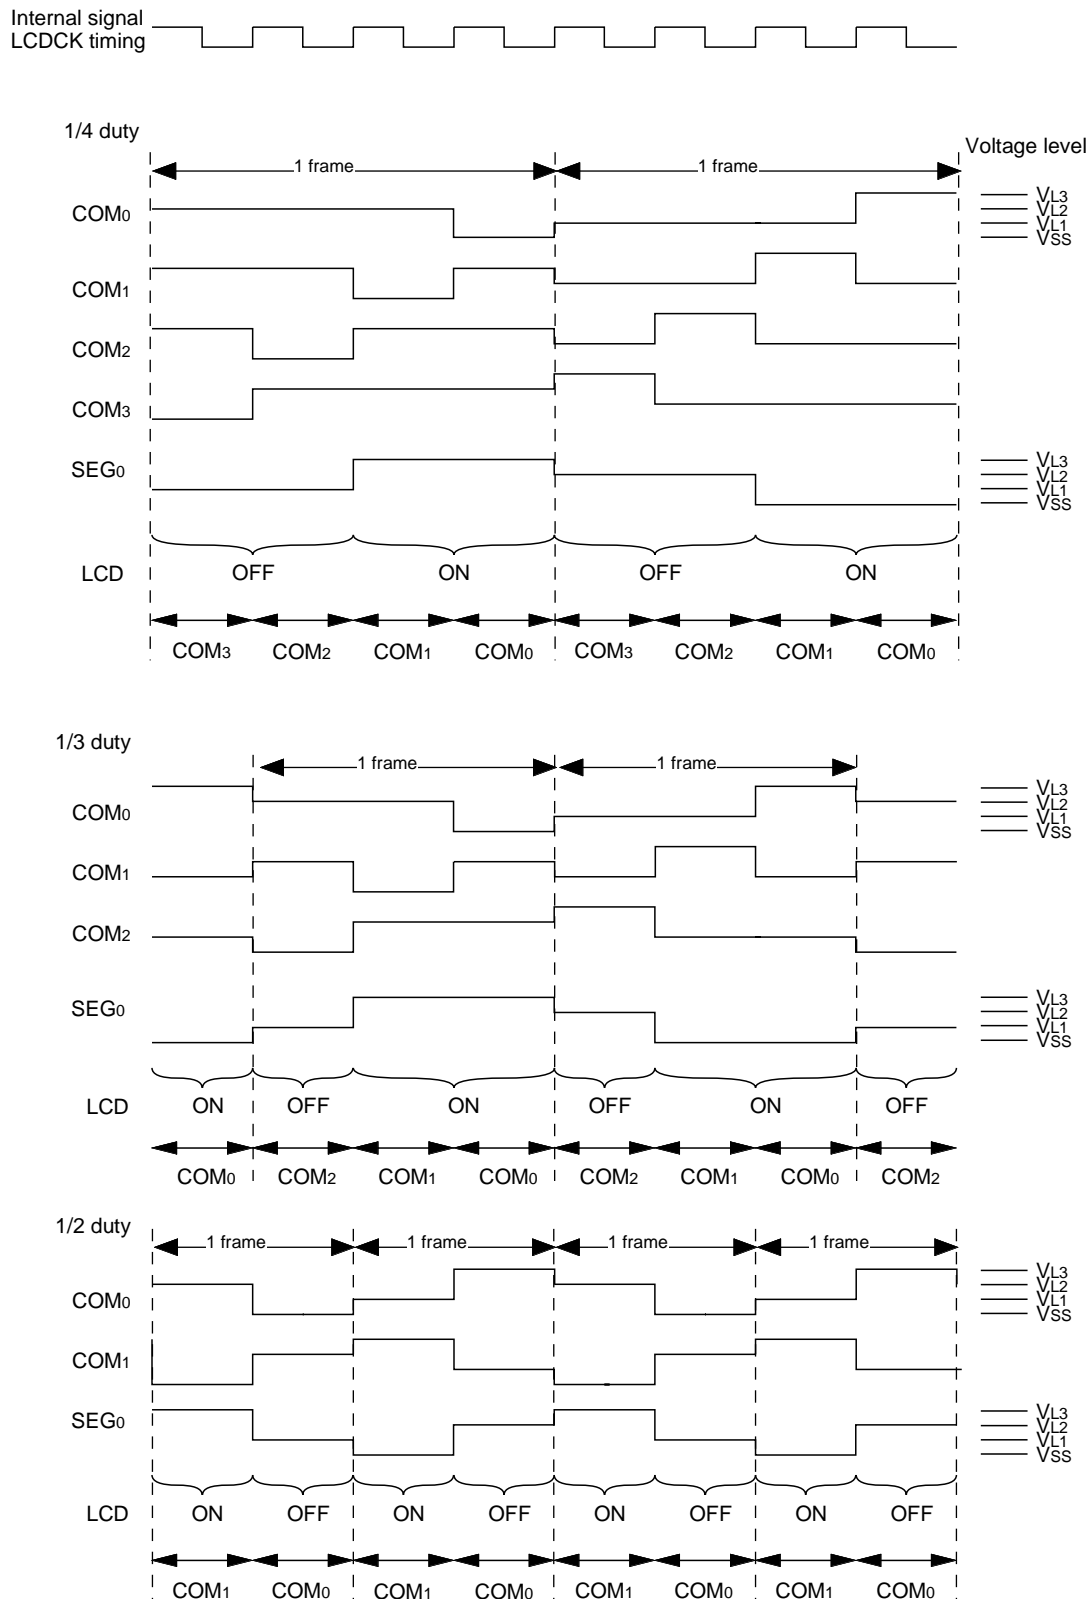 Internal signal
LCDCK timing
1/4 duty
Voltage level
1 frame 1 frame
COM0
VL3
VL2
VL1
VSS
COM1
COM2
COM3
SEG0
VL3
VL2
VL1
VSS
LCD OFF ON OFF ON
COM3 COM2 COM1 COM0 COM3 COM2 COM1 COM0
1/3 duty
1 frame 1 frame
COM0
VL3
VL2
VL1
VSS
COM1
COM2
SEG0
VL3
VL2
VL1
VSS
LCD ON OFF ON OFF ON OFF
COM0 COM2 COM1 COM0 COM2 COM1 COM0 COM2
1/2 duty
1 frame 1 frame 1 frame 1 frame
COM0
VL3
VL2
VL1
VSS
COM1
SEG0
VL3
VL2
VL1
VSS
LCD ON OFF ON OFF ON OFF ON OFF
COM1 COM0 COM1 COM0 COM1 COM0 COM1 COM0